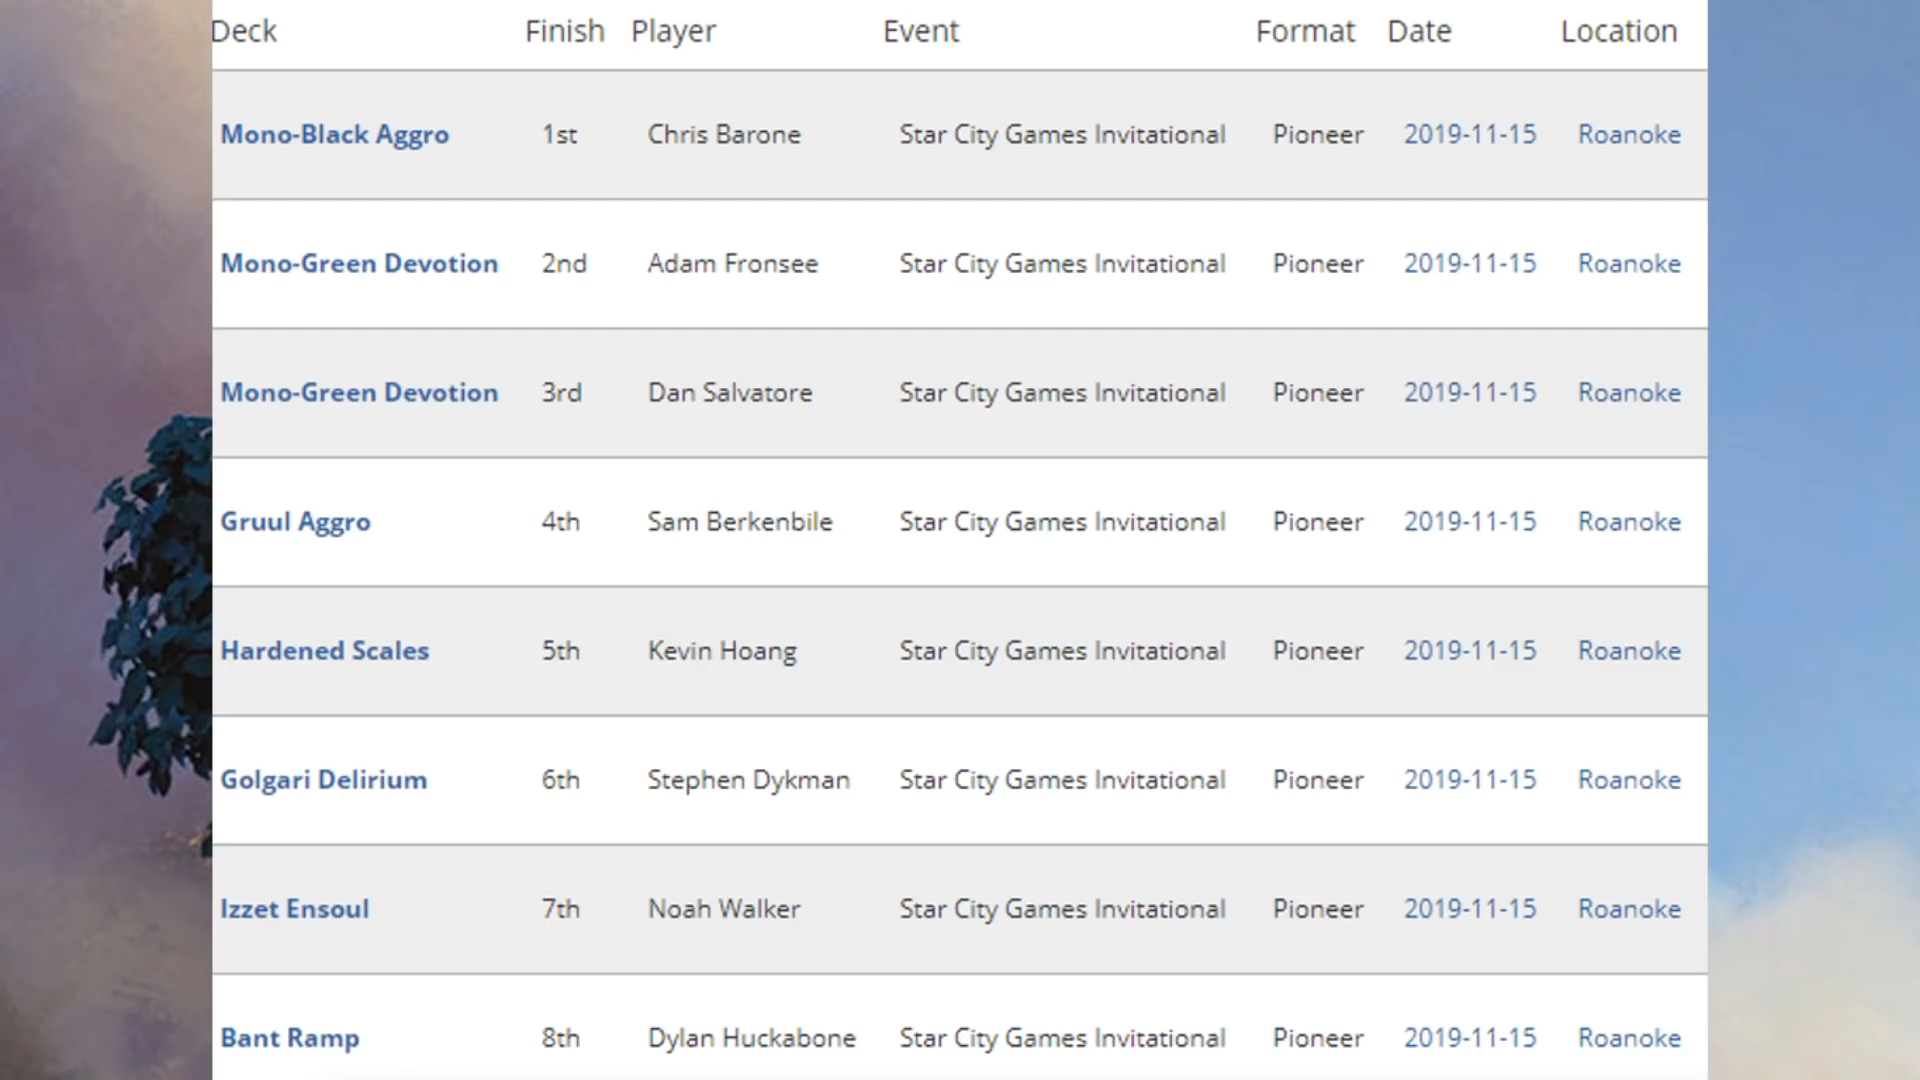 Deck Finish Player Event Format Date Location
Mono-Black Aggro 1st Chris Barone Star City Games Invitational Pioneer 2019-11-15 Roanoke
Mono-Green Devotion 2nd Adam Fronsee Star City Games Invitational Pioneer 2019-11-15 Roanoke
Mono-Green Devotion 3rd Dan Salvatore Star City Games Invitational Pioneer 2019-11-15 Roanoke
Gruul Aggro 4th Sam Berkenbile Star City Games Invitational Pioneer 2019-11-15 Roanoke
Hardened Scales 5th Kevin Hoang Star City Games Invitational Pioneer 2019-11-15 Roanoke
Golgari Delirium 6th Stephen Dykman Star City Games Invitational Pioneer 2019-11-15 Roanoke
Izzet Ensoul 7th Noah Walker Star City Games Invitational Pioneer 2019-11-15 Roanoke
Bant Ramp 8th Dylan Huckabone Star City Games Invitational Pioneer 2019-11-15 Roanoke